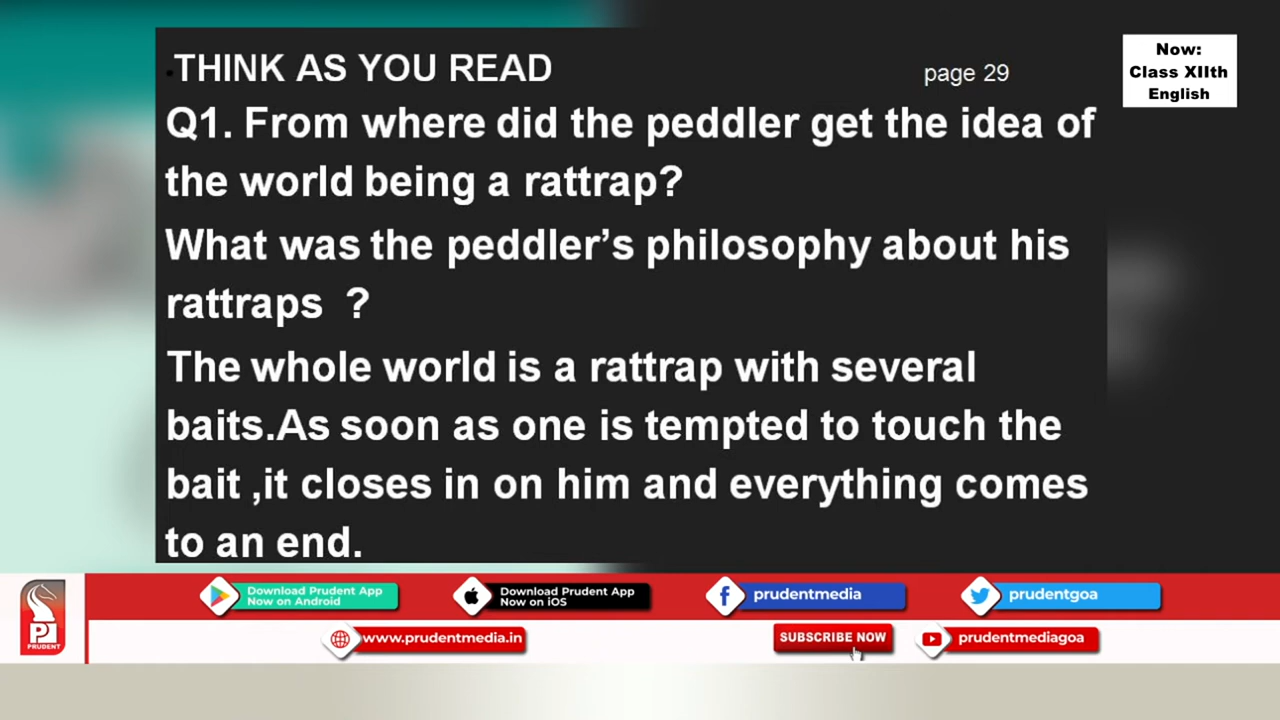 THINK AS YOU READ
page 29
Now:
Class XIIth
English
Q1. From where did the peddler get the idea of
the world being a rattrap?
What was the peddler’s philosophy about his
rattraps ?
The whole world is a rattrap with several
baits.As soon as one is tempted to touch the
bait ,it closes in on him and everything comes
to an end.
Download Prudent App
Now on Android
Download Prudent App
Now on iOS
prudentmedia
prudentgoa
PRUDENT
www.prudentmedia.in
SUBSCRIBE NOW
prudentmediagoa